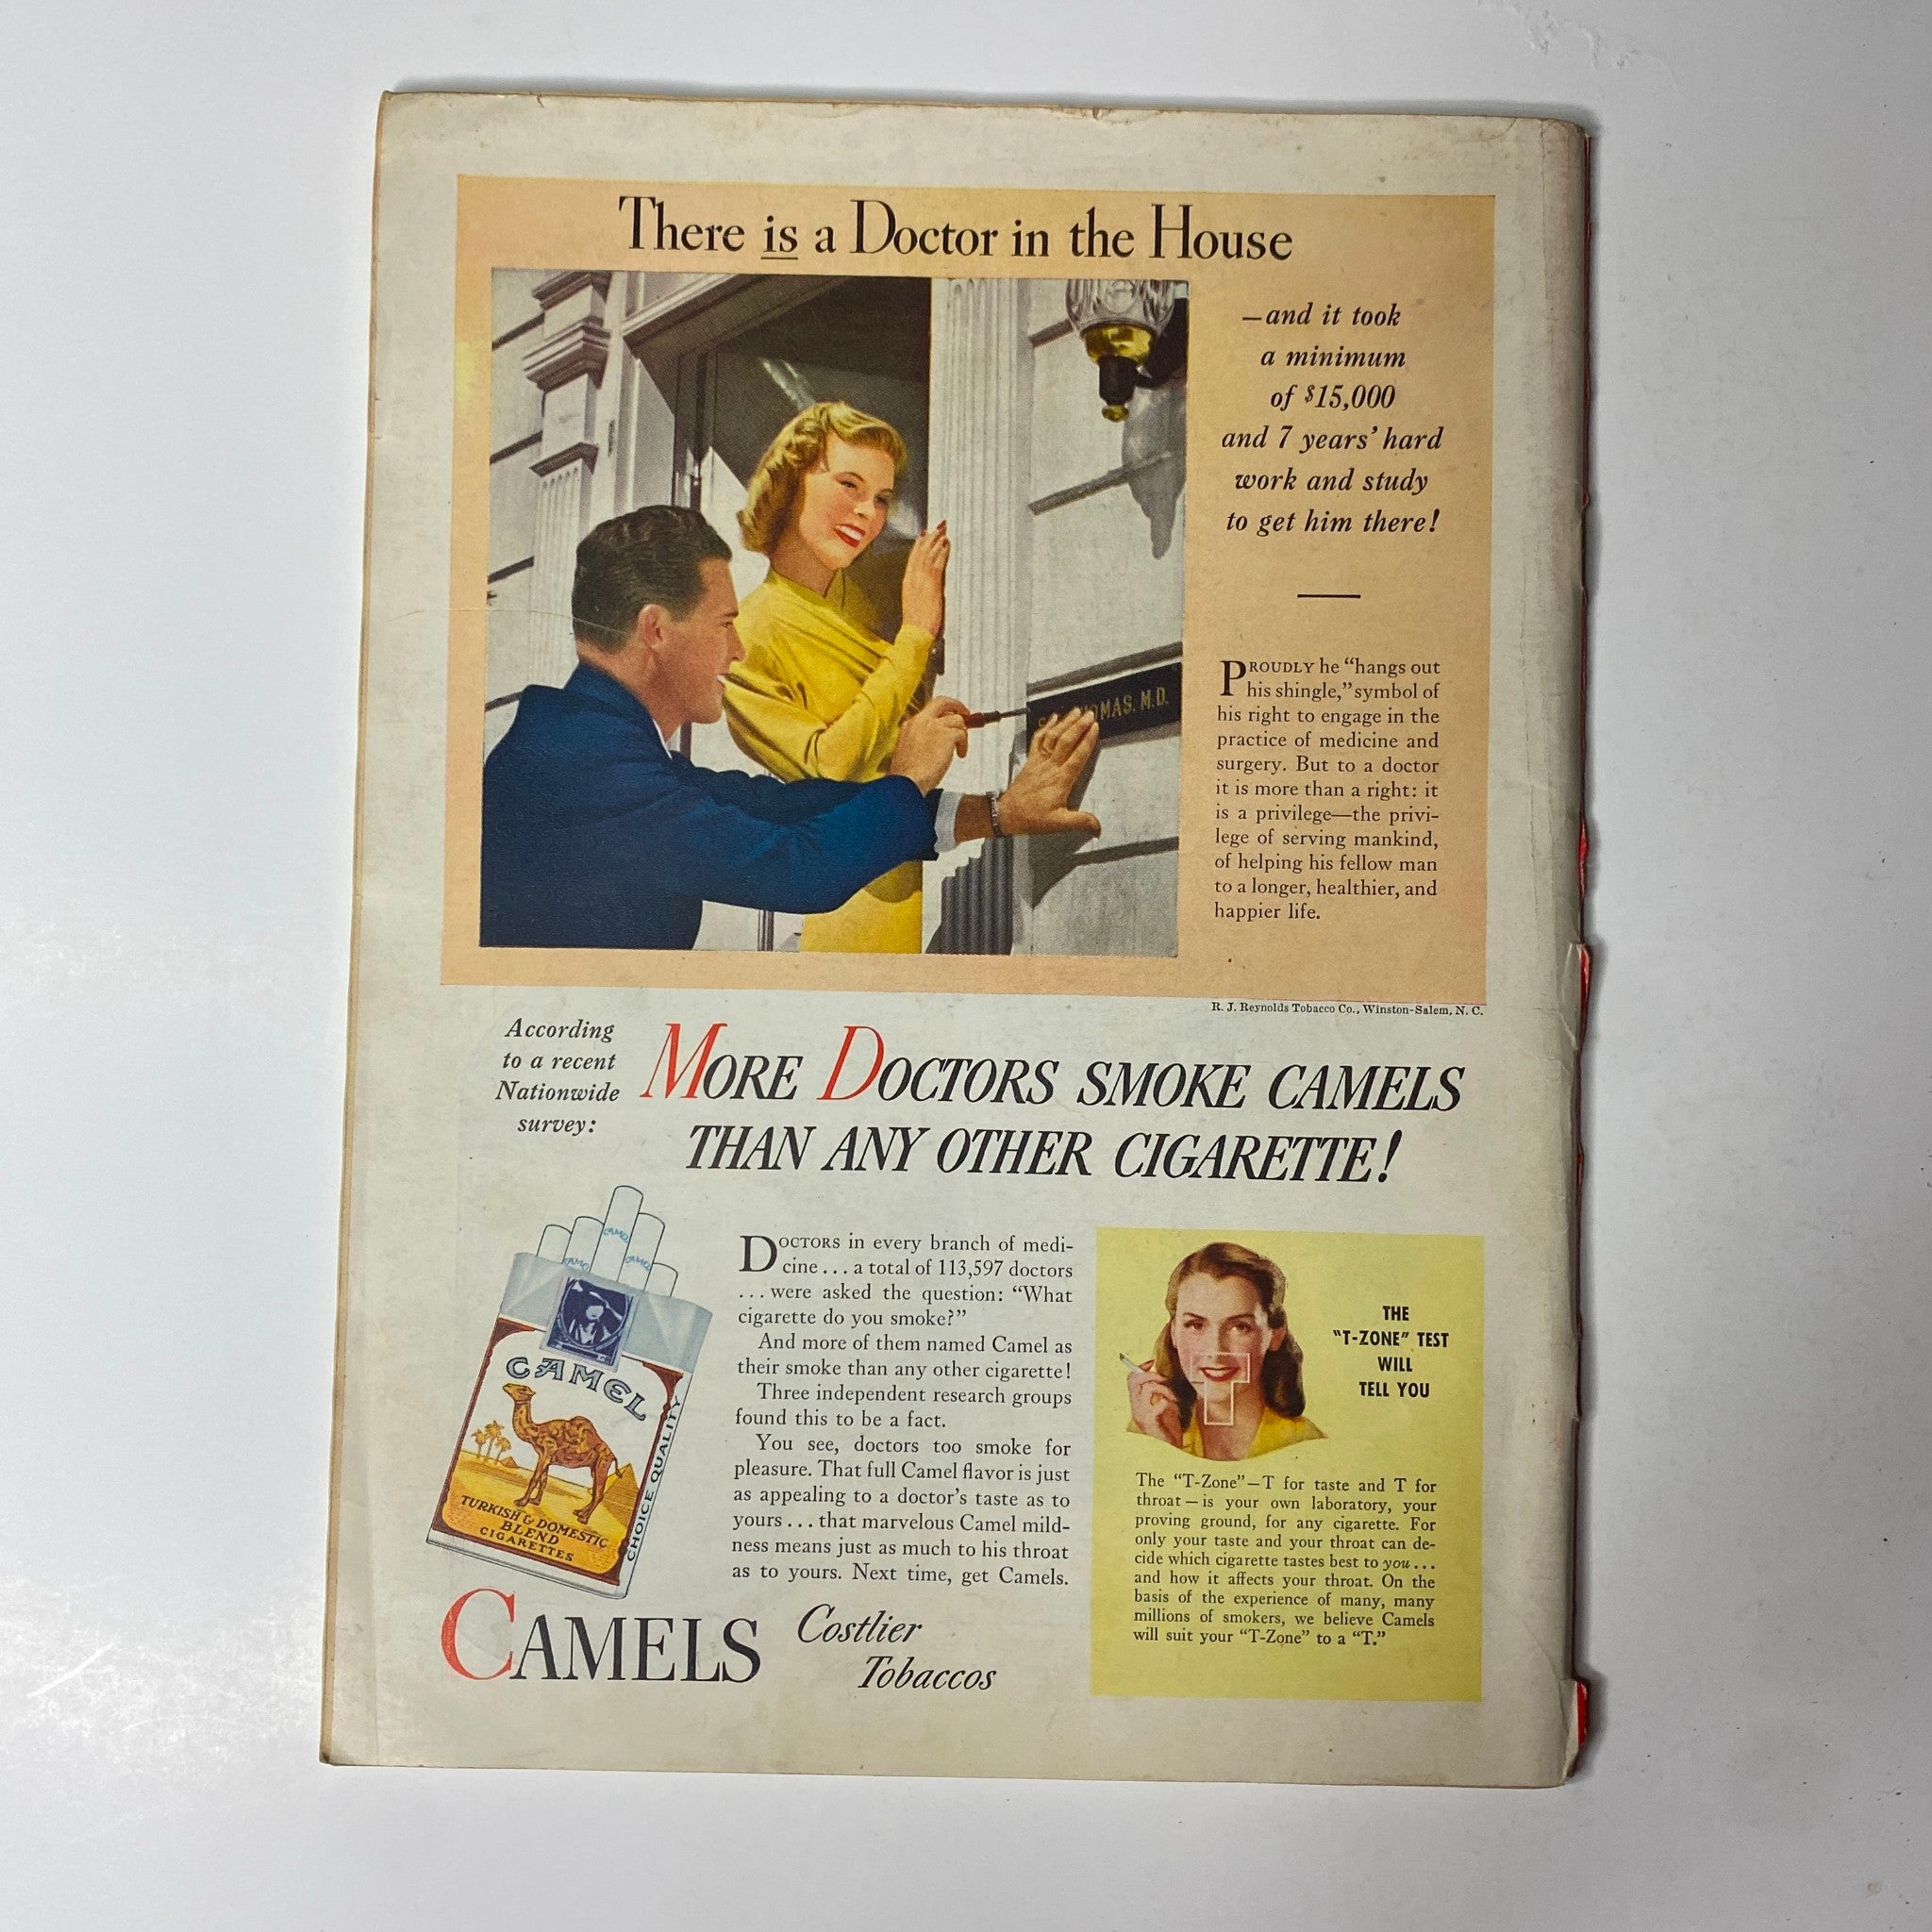 There is a Doctor in the House
—and it took
a minimum
of $15,000
and 7 years' hard
work and study
to get him there!
PROUDLY he “hangs out
his shingle,” symbol of
his right to engage in the
practice of medicine and
surgery. But to a doctor
it is more than a right: it
is a privilege—the privi-
lege of serving mankind,
of helping his fellow man
to a longer, healthier, and
happier life.
M.D.
R. J. Reynolds Tobacco Co., Winston-Salem, N. C.
According
to a recent
Nationwide
survey:
MORE DOCTORS SMOKE CAMELS
THAN ANY OTHER CIGARETTE!
CAMEL
CAMEL
TURKISH & DOMESTIC
BLEND
CIGARETTES
CHOICE QUALITY
DOCTORS in every branch of medi-
cine... a total of 113,597 doctors
... were asked the question: “What
cigarette do you smoke?”
And more of them named Camel as
their smoke than any other cigarette!
Three independent research groups
found this to be a fact.
You see, doctors too smoke for
pleasure. That full Camel flavor is just
as appealing to a doctor's taste as to
yours... that marvelous Camel mild-
ness means just as much to his throat
as to yours. Next time, get Camels.
THE
“T-ZONE” TEST
WILL
TELL YOU
The “T-Zone”—T for taste and T for
throat—is your own laboratory, your
proving ground, for any cigarette. For
only your taste and your throat can de-
cide which cigarette tastes best to you...
and how it affects your throat. On the
basis of the experience of many, many
millions of smokers, we believe Camels
will suit your “T-Zone” to a “T.”
CAMELS Costlier
Tobaccos